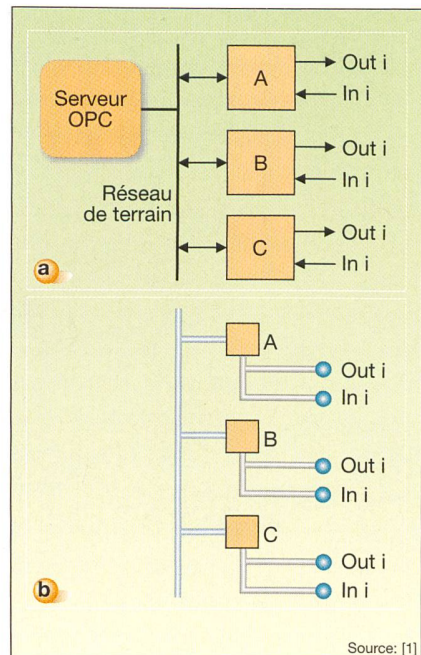 Serveur
OPC
Réseau
de terrain
A
Out i
In i
B
Out i
In i
C
Out i
In i
a
A
Out i
In i
B
Out i
In i
C
Out i
In i
b
Source: [1]